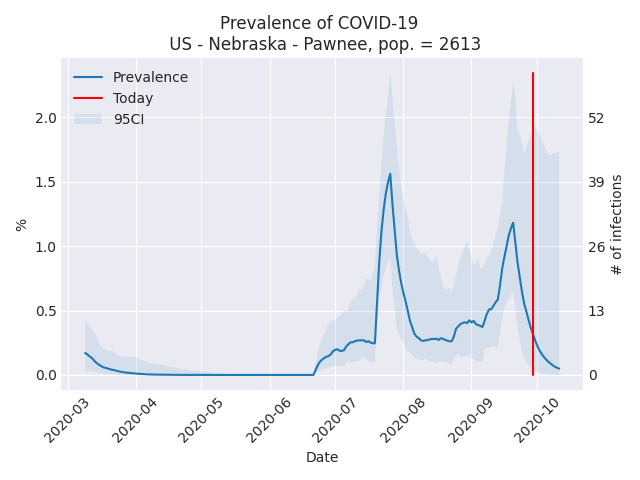 Prevalence of COVID-19
US - Nebraska - Pawnee, pop. = 2613
Prevalence
Today
95CI
%
2.0
1.5
1.0
0.5
0.0
# of infections
52
39
26
13
0
2020-03
2020-04
2020-05
2020-06
2020-07
2020-08
2020-09
2020-10
Date